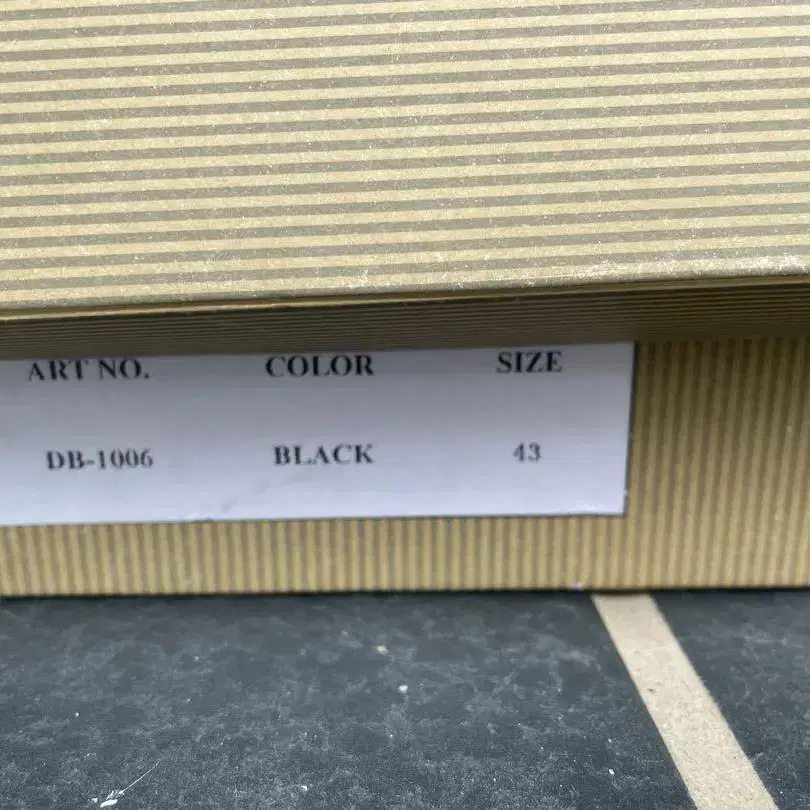 ART NO. COLOR SIZE
DB-1006 BLACK 43